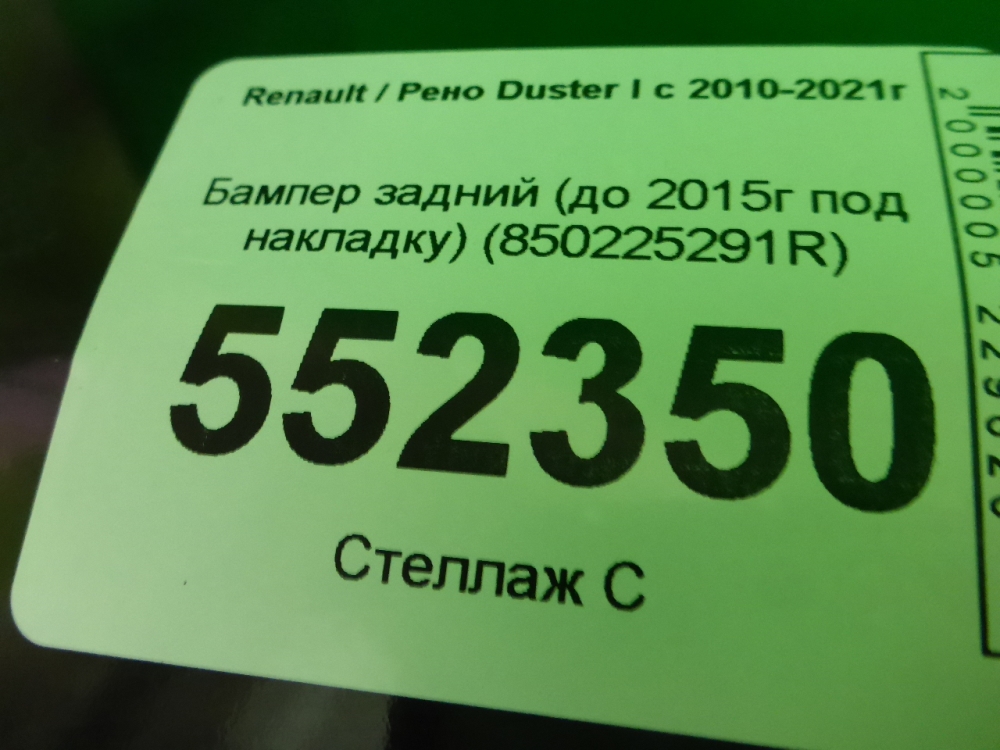 Renault / Рено Duster I с 2010-2021г
Бампер задний (до 2015г под
накладку) (850225291R)
552350
Стеллаж С